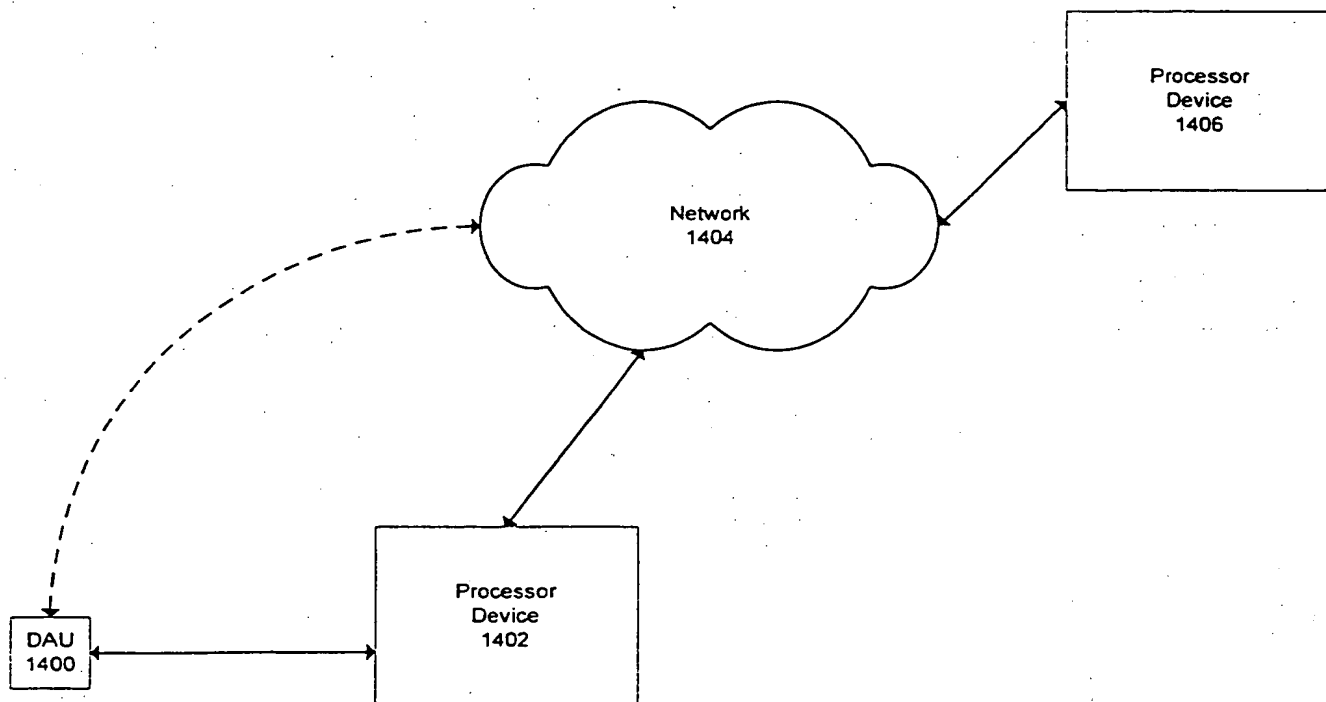 Processor
Device
1406
Network
1404
Processor
Device
1402
DAU
1400